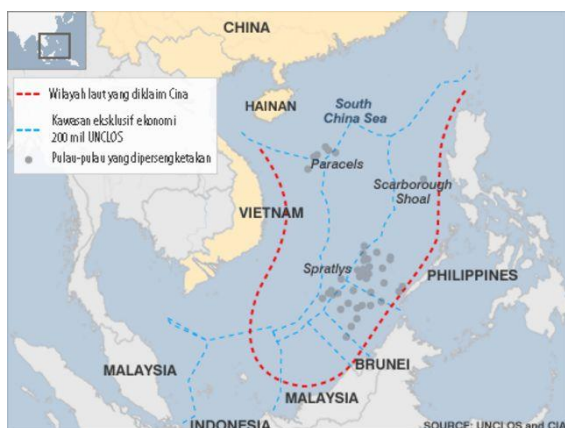 CHINA
Wilayah laut yang diklaim Cina
Kawasan eksklusif ekonomi
200 mil UNCLOS
Pulau-pulau yang dipersengketakan
HAINAN
South
China Sea
Paracels
Scarborough
Shoal
VIETNAM
Spratlys
PHILIPPINES
MALAYSIA
BRUNEI
MALAYSIA
INDONESIA
SOURCE: UNCLOS and CIA